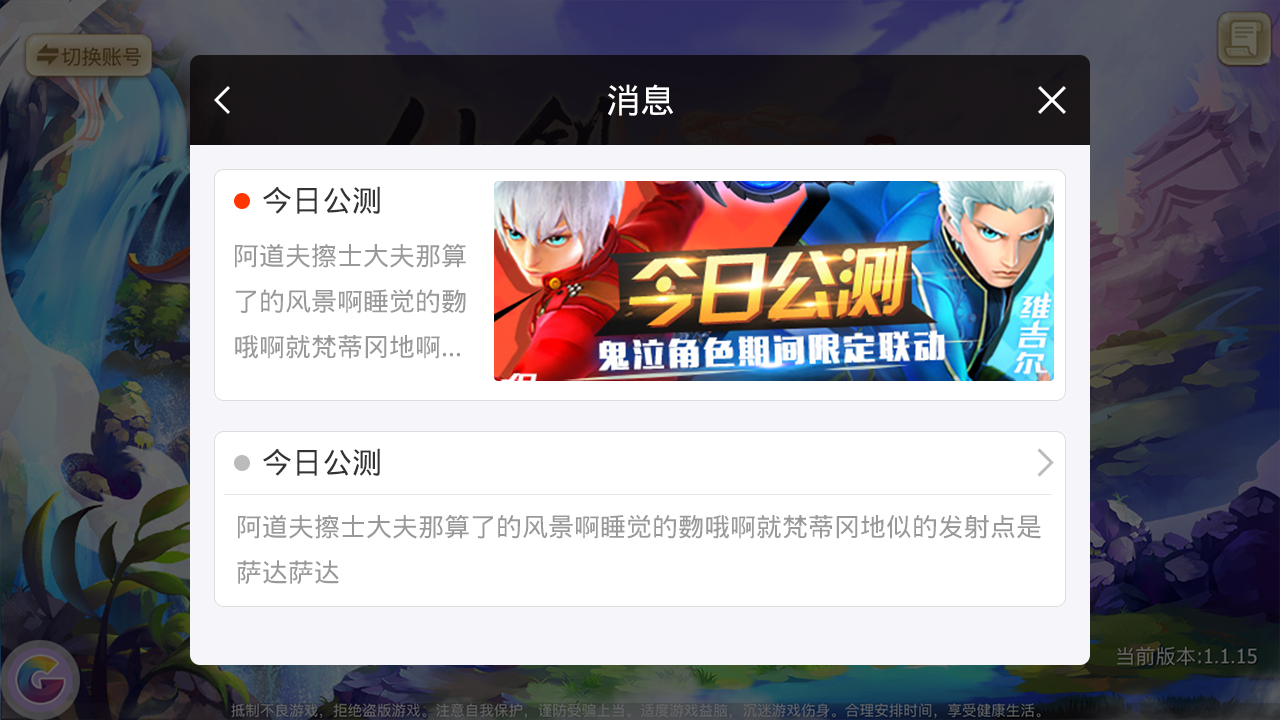 切换账号
消息
今日公测
阿道夫擦士大夫那算
了的风景啊睡觉的覅
哦啊就梵蒂冈地啊...
今日公测
鬼泣角色期间限定联动
维吉尔
今日公测
阿道夫擦士大夫那算了的风景啊睡觉的覅哦啊就梵蒂冈地似的发射点是
萨达萨达
当前版本:1.1.15
抵制不良游戏，拒绝盗版游戏。注意自我保护，谨防受骗上当。适度游戏益脑，沉迷游戏伤身。合理安排时间，享受健康生活。